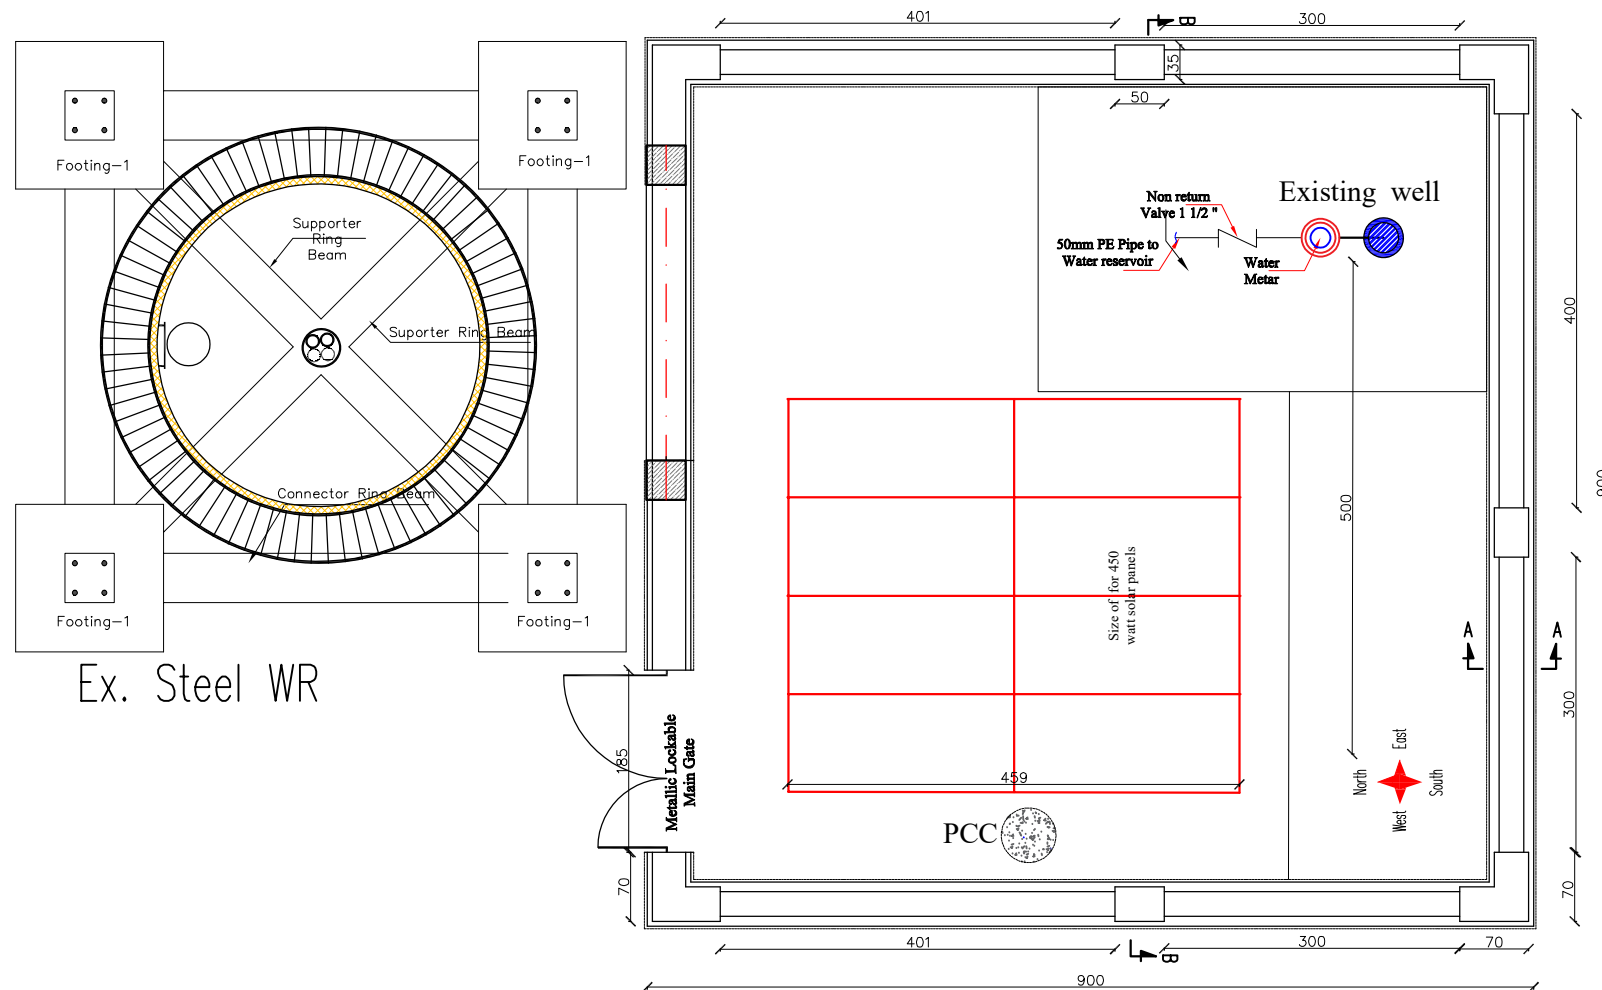 401
300
B
35
50
Footing-1
Footing-1
Supporter
Ring
Beam
Suporter Ring Beam
Connector Ring Beam
Footing-1
Footing-1
Ex. Steel WR
Existing well
Non return
Valve 1 1/2 "
50mm PE Pipe to
Water reservoir
Water
Metar
400
500
900
Size of for 450
watt solar panels
459
A
A
300
185
Metallic Lockable
Main Gate
PCC
East
North
South
West
70
70
401
B
300
70
900